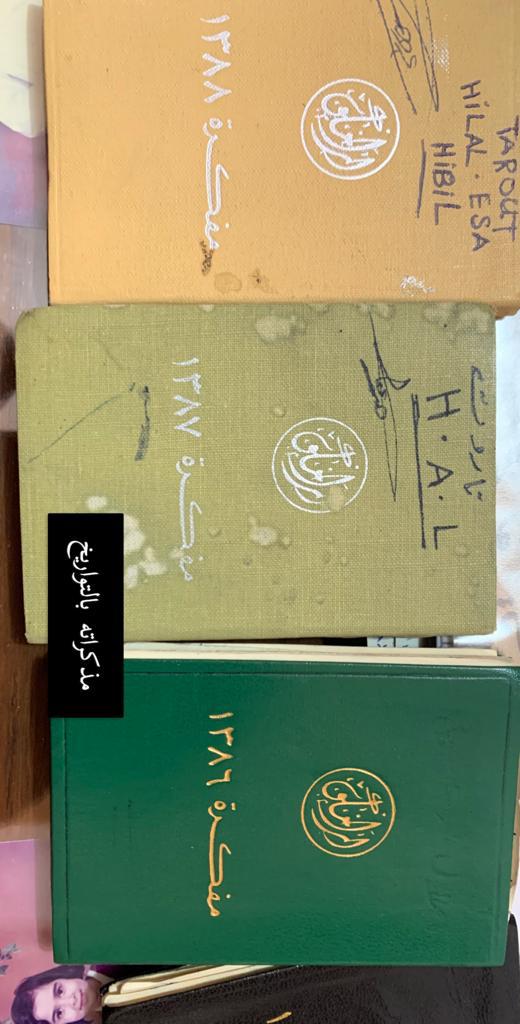 TAROUT
HILAL. ESA
HIBIL
مفكرة ١٣٨٨
تاروت
H.A.L
مفكرة ١٣٨٧
مذكراته بالتواريخ
مفكرة ١٣٨٦